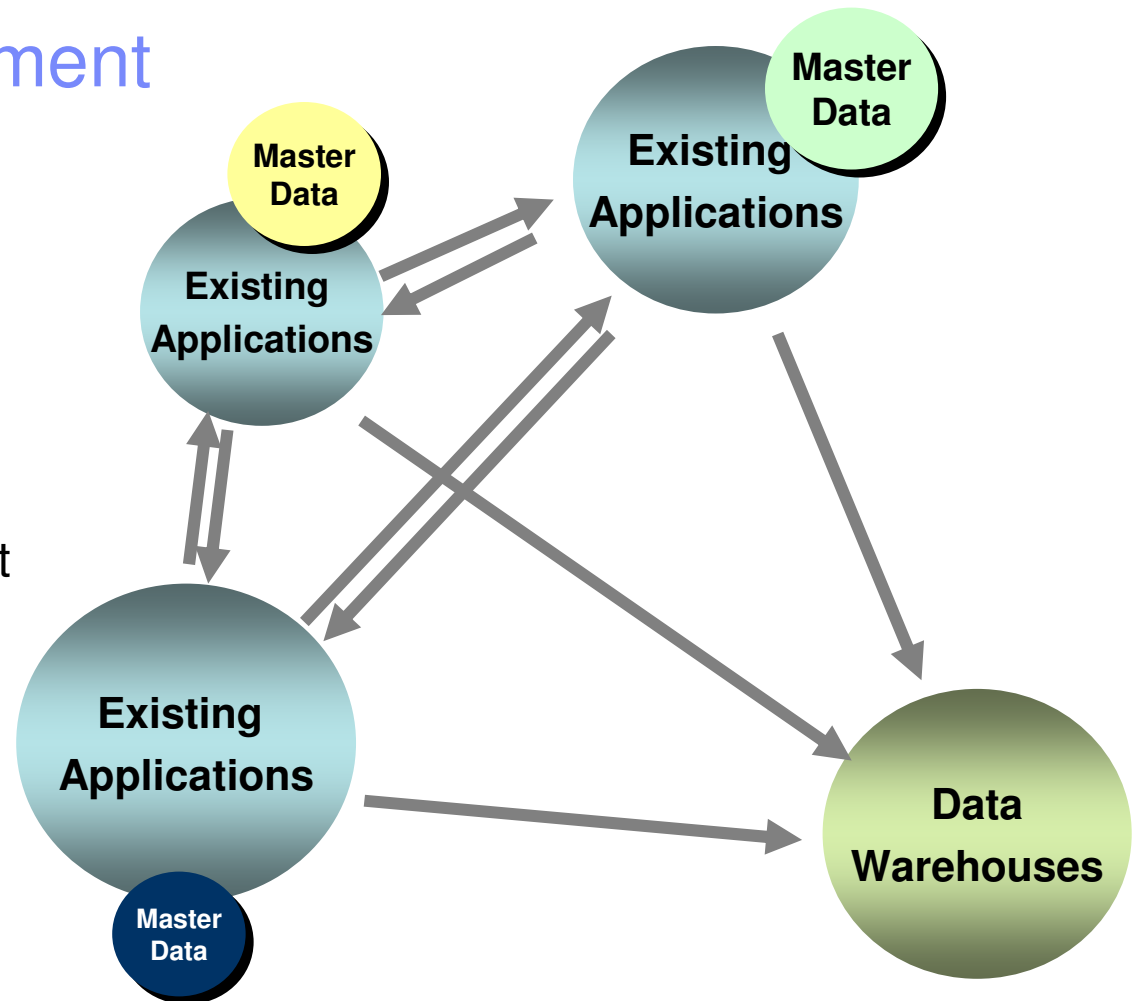 ment
Master
Data
Existing
Applications
Master
Data
Existing
Applications
t
Existing
Applications
Master
Data
Data
Warehouses